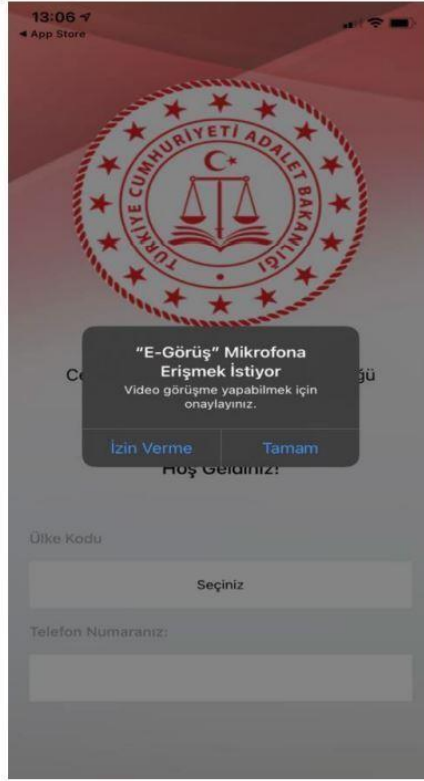 13:06
◀ App Store
TÜRKİYE CUMHURİYETİ ADALET BAKANLIĞI
"E-Görüş" Mikrofona
Erişmek İstiyor
Video görüşme yapabilmek için
onaylayınız.
İzin Verme
Tamam
Hoş Geldiniz!
Ülke Kodu
Seçiniz
Telefon Numaranız: